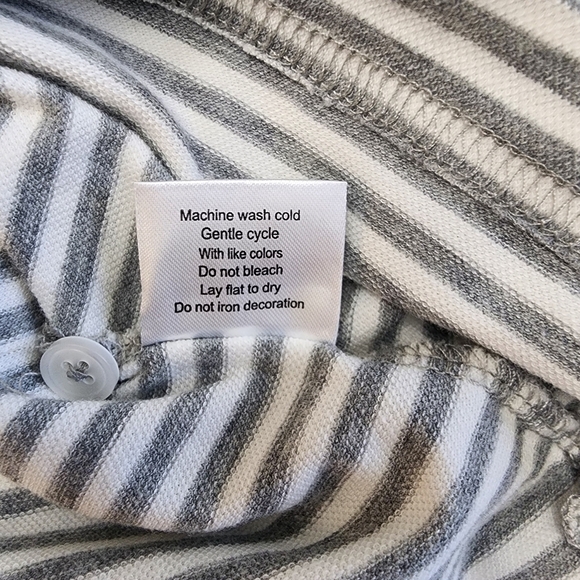 Machine wash cold
Gentle cycle
With like colors
Do not bleach
Lay flat to dry
Do not iron decoration